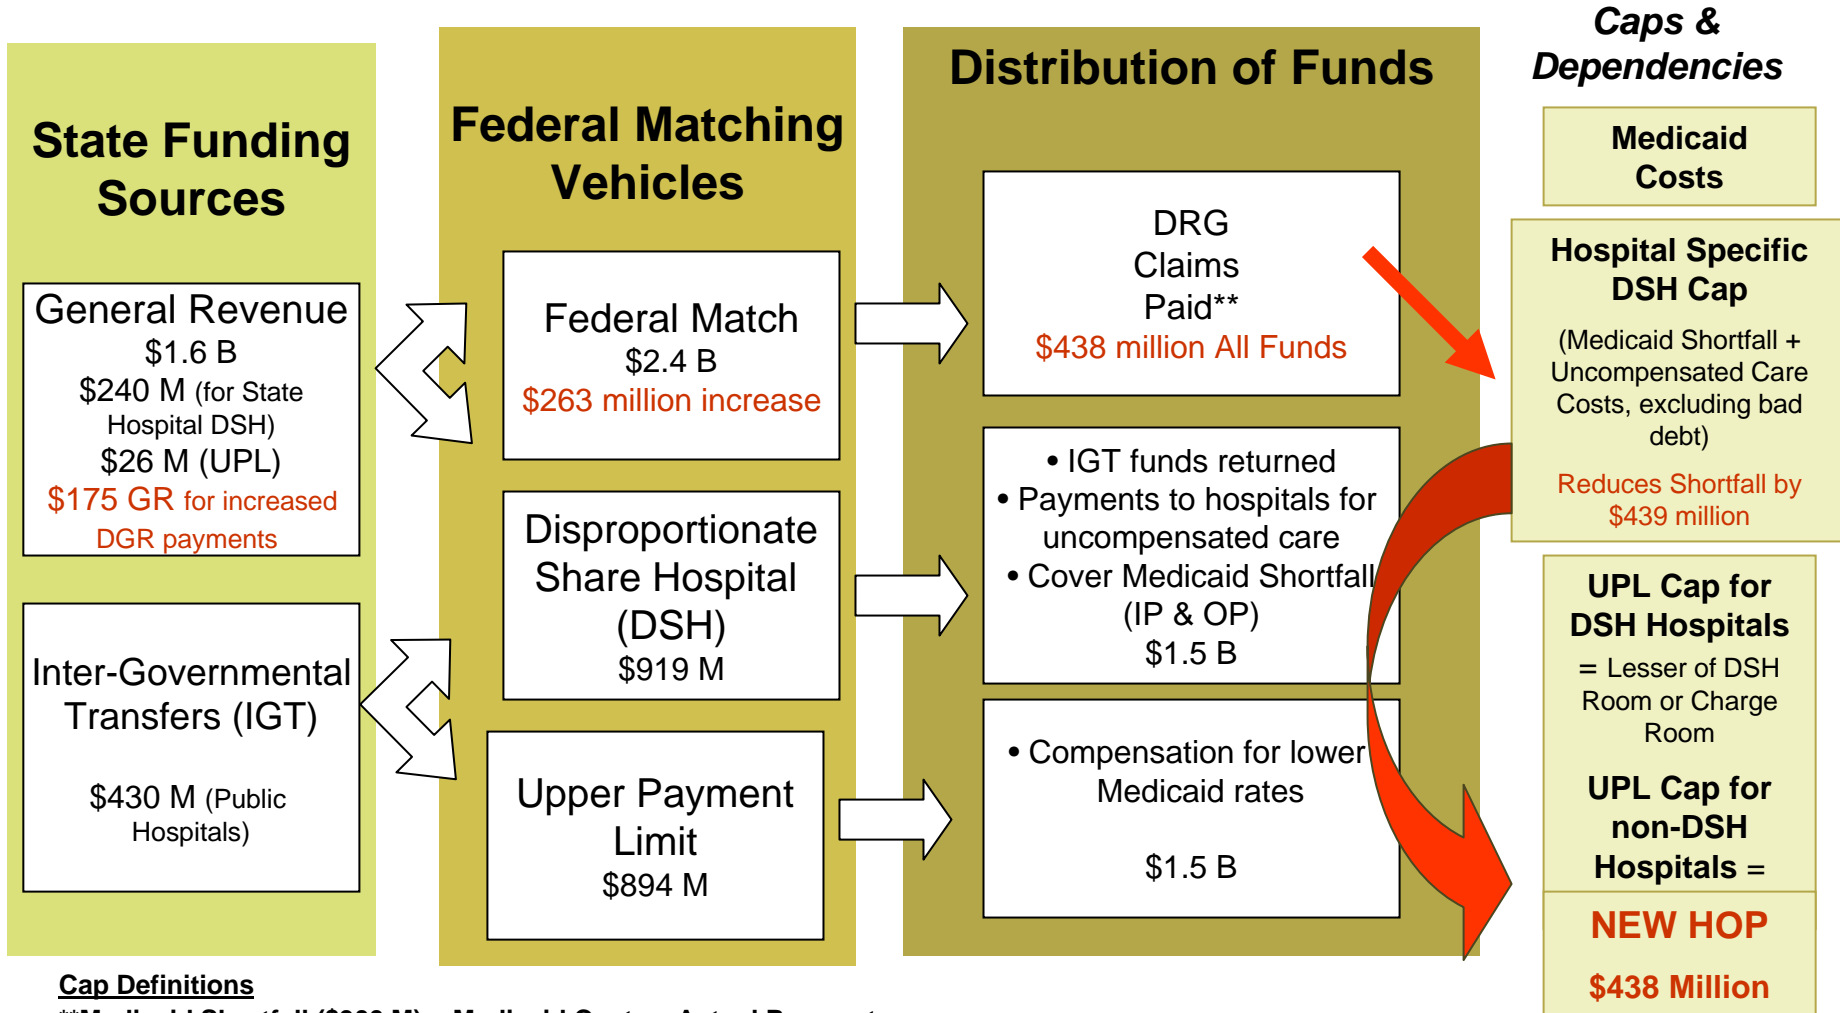 State Funding
Sources
General Revenue
$1.6 B
$240 M (for State
Hospital DSH)
$26 M (UPL)
$175 GR for increased
DGR payments
Inter-Governmental
Transfers (IGT)
$430 M (Public
Hospitals)
Federal Matching
Vehicles
Federal Match
$2.4 B
$263 million increase
Disproportionate
Share Hospital
(DSH)
$919 M
Upper Payment
Limit
$894 M
Distribution of Funds
DRG
Claims
Paid**
$438 million All Funds
• IGT funds returned
• Payments to hospitals for
uncompensated care
• Cover Medicaid Shortfall
(IP & OP)
$1.5 B
• Compensation for lower
Medicaid rates
$1.5 B
Caps &
Dependencies
Medicaid
Costs
Hospital Specific
DSH Cap
(Medicaid Shortfall +
Uncompensated Care
Costs, excluding bad
debt)
Reduces Shortfall by
$439 million
UPL Cap for
DSH Hospitals
= Lesser of DSH
Room or Charge
Room
UPL Cap for
non-DSH
Hospitals =
NEW HOP
$438 Million
Cap Definitions